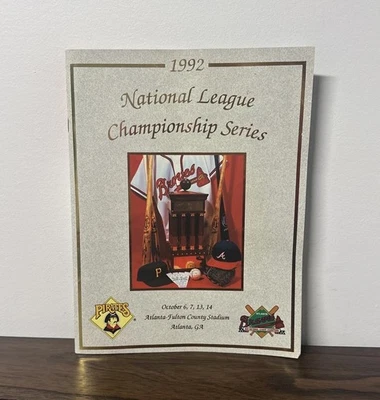 1992
National League
Championship Series
Braves
P
A
October 6, 7, 13, 14
Atlanta-Fulton County Stadium
Atlanta, GA
PIRATES